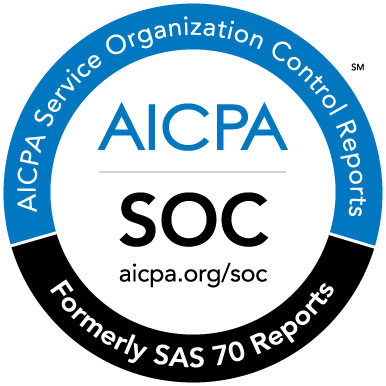 AICPA Service Organization Control Reports
SM
AICPA
SOC
aicpa.org/soc
Formerly SAS 70 Reports